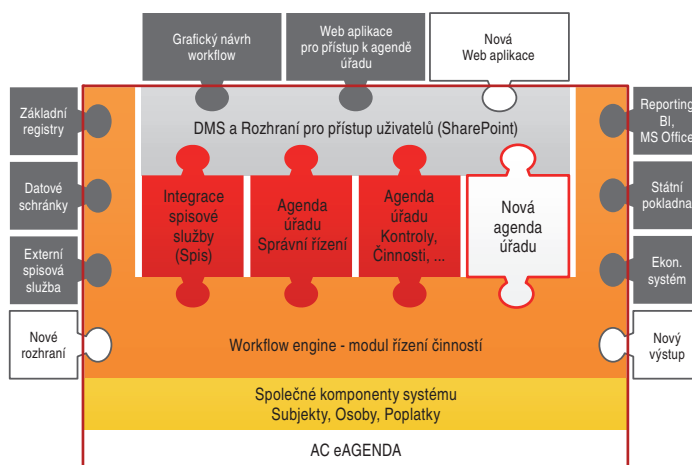 Grafický návrh
workflow
Web aplikace
pro přístup k agendě
úřadu
Nová
Web aplikace
Základní
registry
Datové
schránky
Externí
spisová
služba
Nové
rozhraní
DMS a Rozhraní pro přístup uživatelů (SharePoint)
Integrace
spisové
služby
(Spis)
Agenda
úřadu
Správní řízení
Agenda
úřadu
Kontroly,
Činnosti, ...
Nová
agenda
úřadu
Reporting,
BI,
MS Office
Státní
pokladna
Ekon.
systém
Nový
výstup
Workflow engine - modul řízení činností
Společné komponenty systému
Subjekty, Osoby, Poplatky
AC eAGENDA